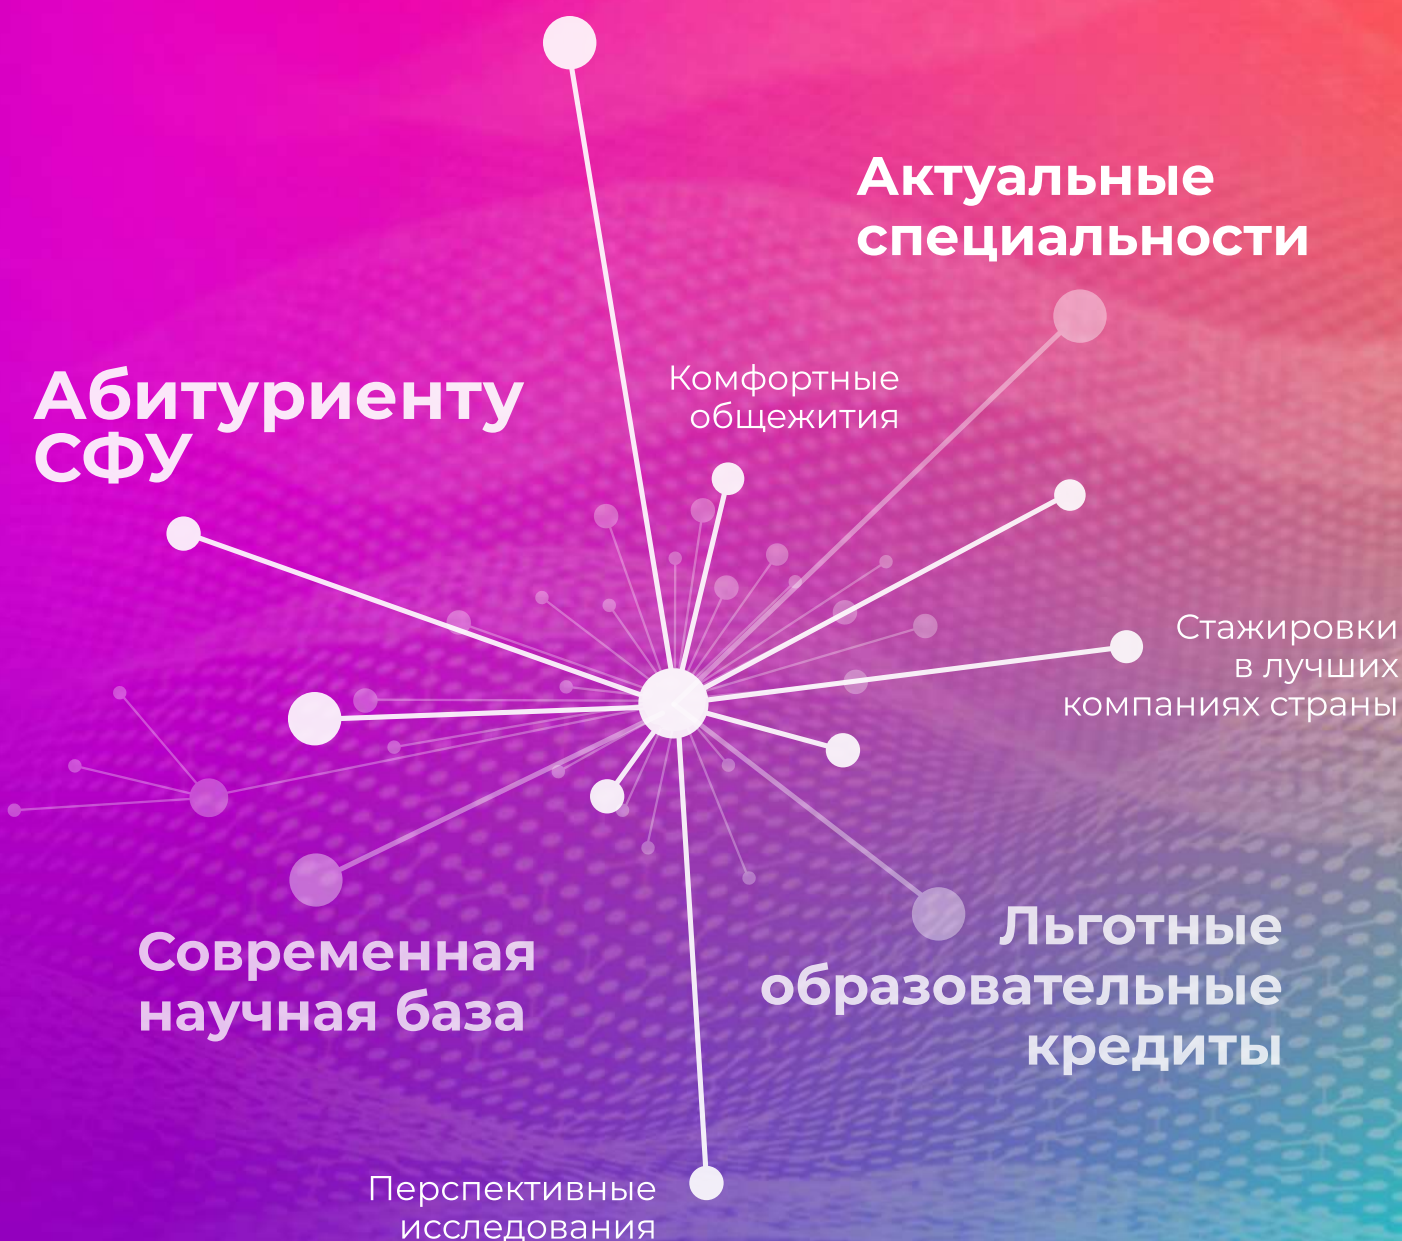 Актуальные
специальности
Абитуриенту
СФУ
Комфортные
общежития
Стажировки
в лучших
компаниях страны
Современная
научная база
Льготные
образовательные
кредиты
Перспективные
исследования